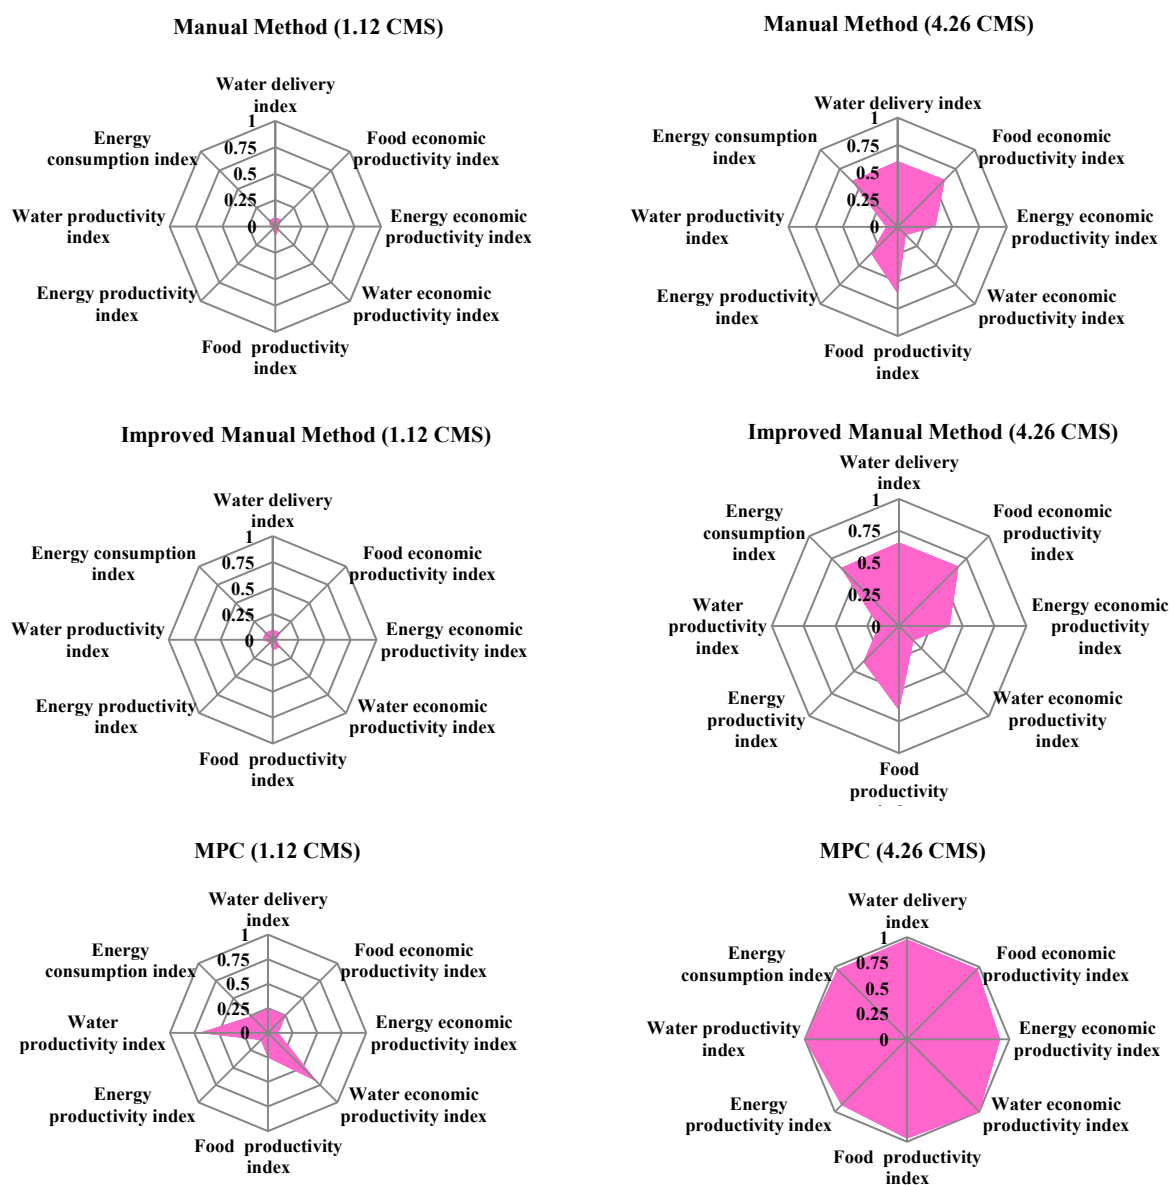 Manual Method (1.12 CMS)
Water delivery
index
Food economic
productivity index
Energy economic
productivity index
Water economic
productivity index
Food productivity
index
Energy productivity
index
Water productivity
index
Energy
consumption index
1
0.75
0.5
0.25
0
Manual Method (4.26 CMS)
Water delivery index
Food economic
productivity index
Energy economic
productivity index
Water economic
productivity index
Food productivity
index
Energy productivity
index
Water productivity
index
Energy consumption
index
1
0.75
0.5
0.25
0
Improved Manual Method (1.12 CMS)
Water delivery
index
Food economic
productivity index
Energy economic
productivity index
Water economic
productivity index
Food productivity
index
Energy productivity
index
Water productivity
index
Energy consumption
index
1
0.75
0.5
0.25
0
Improved Manual Method (4.26 CMS)
Water delivery
index
Food economic
productivity
index
Energy economic
productivity
index
Water economic
productivity
index
Food
productivity
Energy
productivity
index
Water
productivity index
Energy
consumption
index
1
0.75
0.5
0.25
0
MPC (1.12 CMS)
Water delivery
index
Food economic
productivity index
Energy economic
productivity index
Water economic
productivity index
Food productivity
index
Energy
productivity index
Water
productivity index
Energy
consumption index
1
0.75
0.5
0.25
0
MPC (4.26 CMS)
Water delivery
index
Food economic
productivity index
Energy economic
productivity index
Water economic
productivity index
Food productivity
index
Energy
productivity index
Water productivity
index
Energy
consumption index
1
0.75
0.5
0.25
0